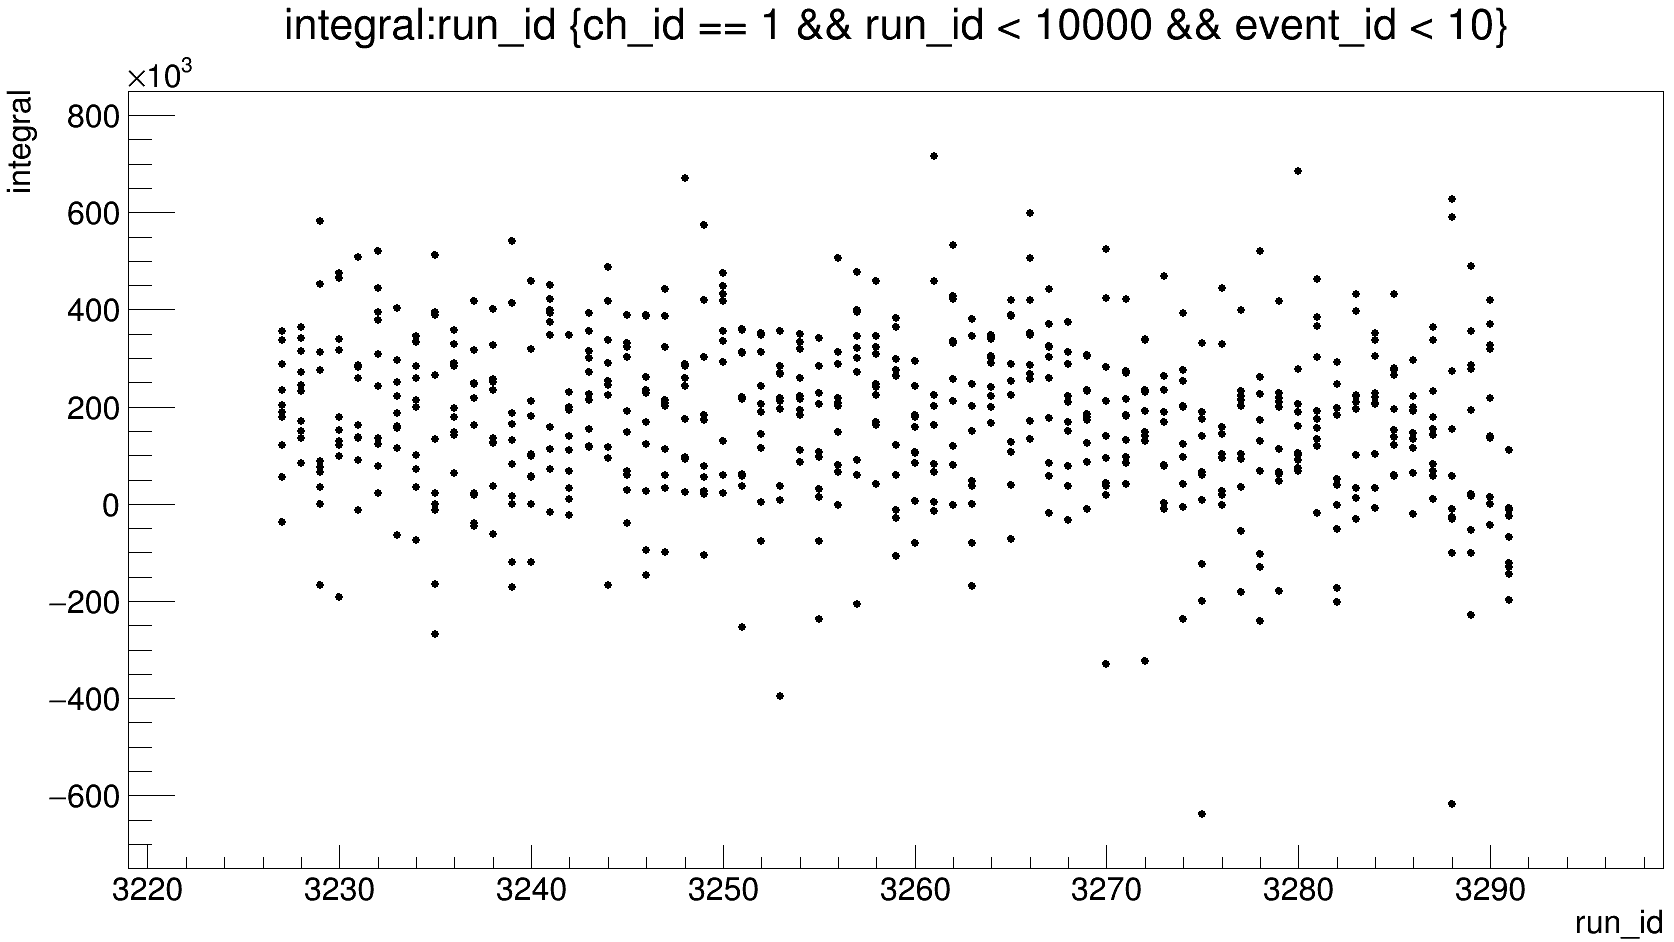 integral:run_id {ch_id == 1 && run_id < 10000 && event_id < 10}
×10³
integral
800
600
400
200
0
−200
−400
−600
3220 3230 3240 3250 3260 3270 3280 3290
run_id